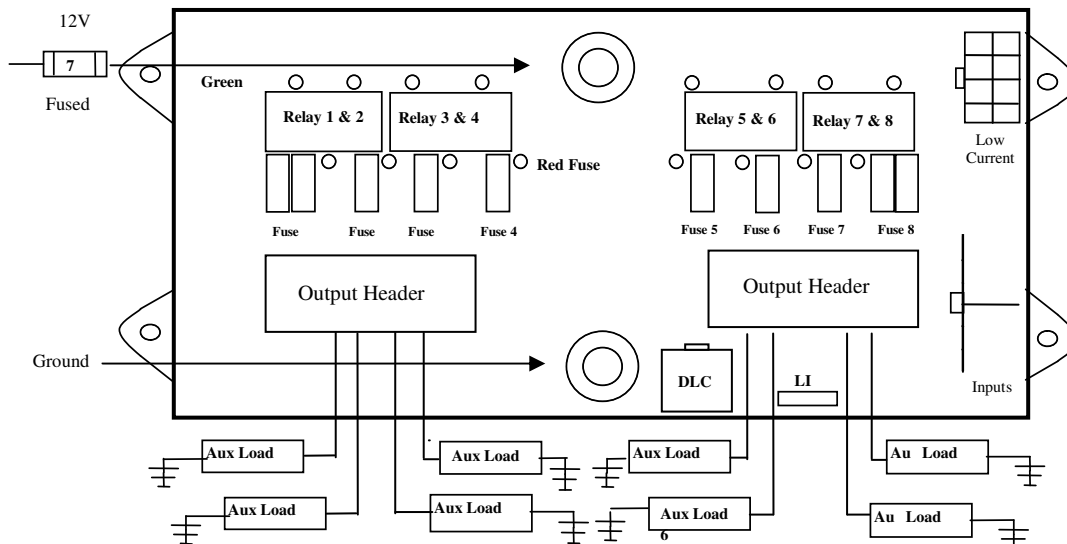 12V
7
Fused
Green
Relay 1 & 2
Relay 3 & 4
Relay 5 & 6
Relay 7 & 8
Low
Current
Red Fuse
Fuse
Fuse
Fuse
Fuse 4
Fuse 5
Fuse 6
Fuse 7
Fuse 8
Output Header
Output Header
Ground
DLC
LI
Inputs
Aux Load
Aux Load
Aux Load
Au Load
Aux Load
Aux Load
Aux Load
6
Au Load